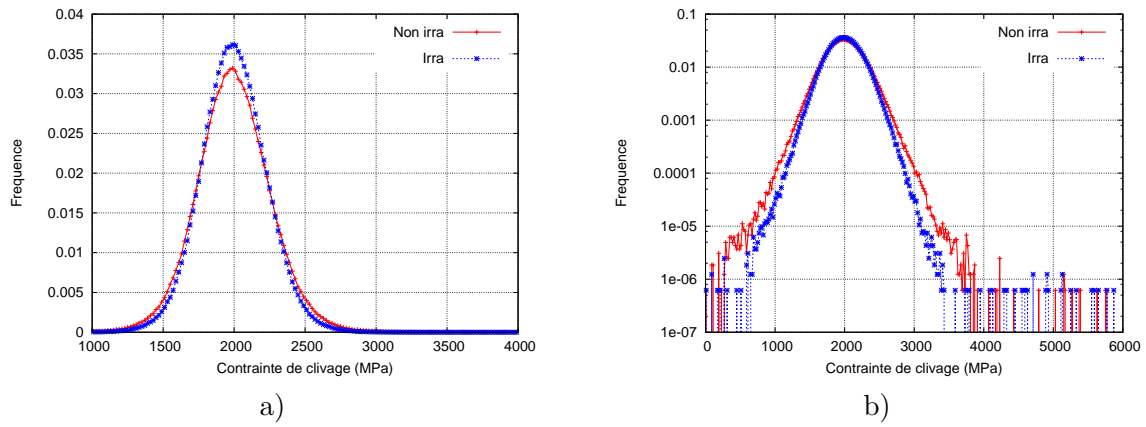 0.04
0.035
0.03
0.025
0.02
0.015
0.01
0.005
0
1000
1500
2000
2500
3000
3500
4000
Frequence
Contrainte de clivage (MPa)
Non irra
Irra
a)
0.1
0.01
0.001
0.0001
1e-05
1e-06
1e-07
0
1000
2000
3000
4000
5000
6000
Frequence
Contrainte de clivage (MPa)
Non irra
Irra
b)